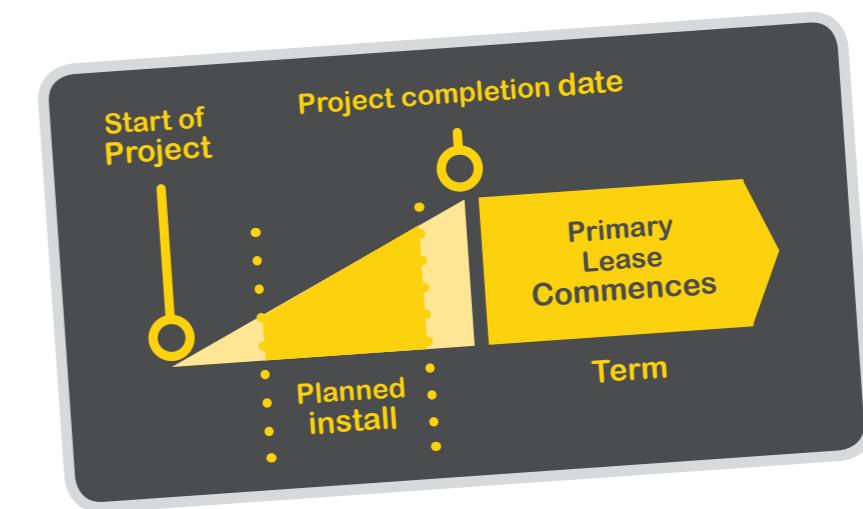 Start of
Project
Project completion date
Primary
Lease
Commences
Planned
install
Term